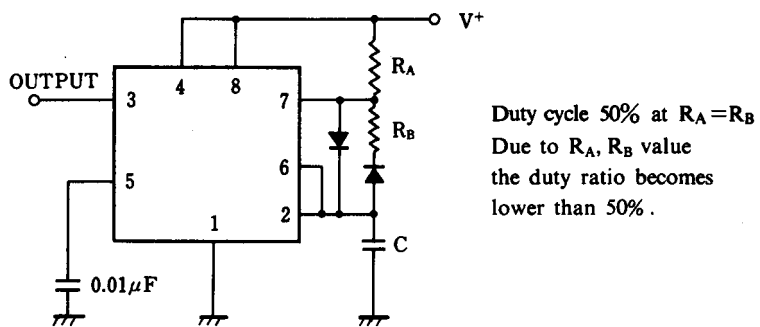 V⁺
R_A
OUTPUT
3
4
8
7
R_B
5
6
2
1
C
0.01μF
Duty cycle 50% at R_A=R_B
Due to R_A, R_B value
the duty ratio becomes
lower than 50%.